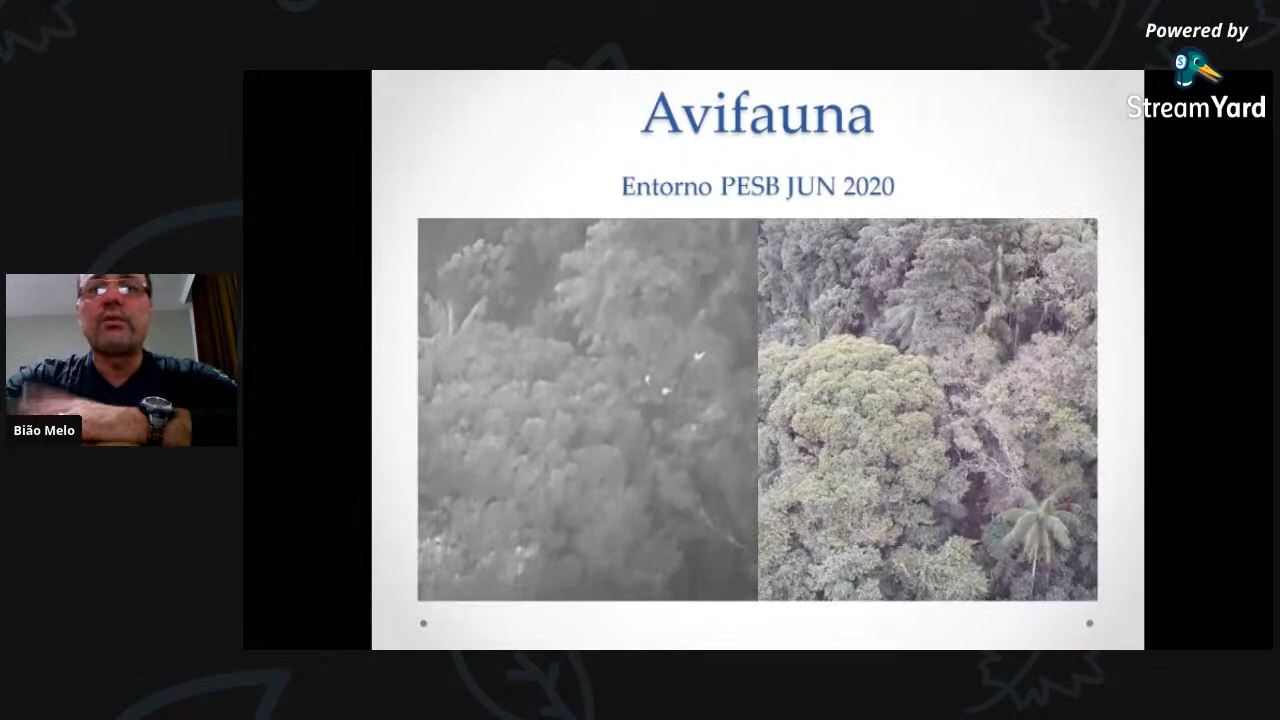 Powered by
StreamYard
Avifauna
Entorno PESB JUN 2020
Bião Melo